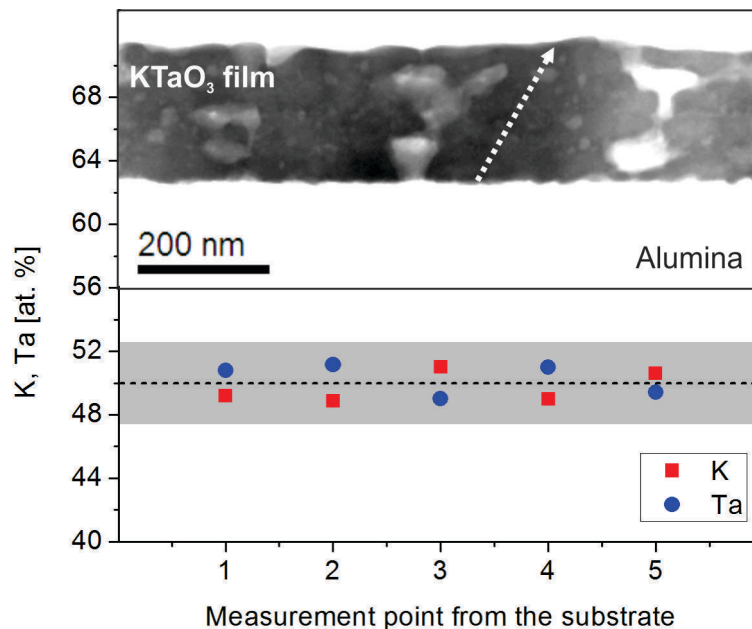 KTaO₃ film
200 nm
Alumina
K, Ta [at. %]
68
64
60
56
52
48
44
40
K
Ta
1 2 3 4 5
Measurement point from the substrate